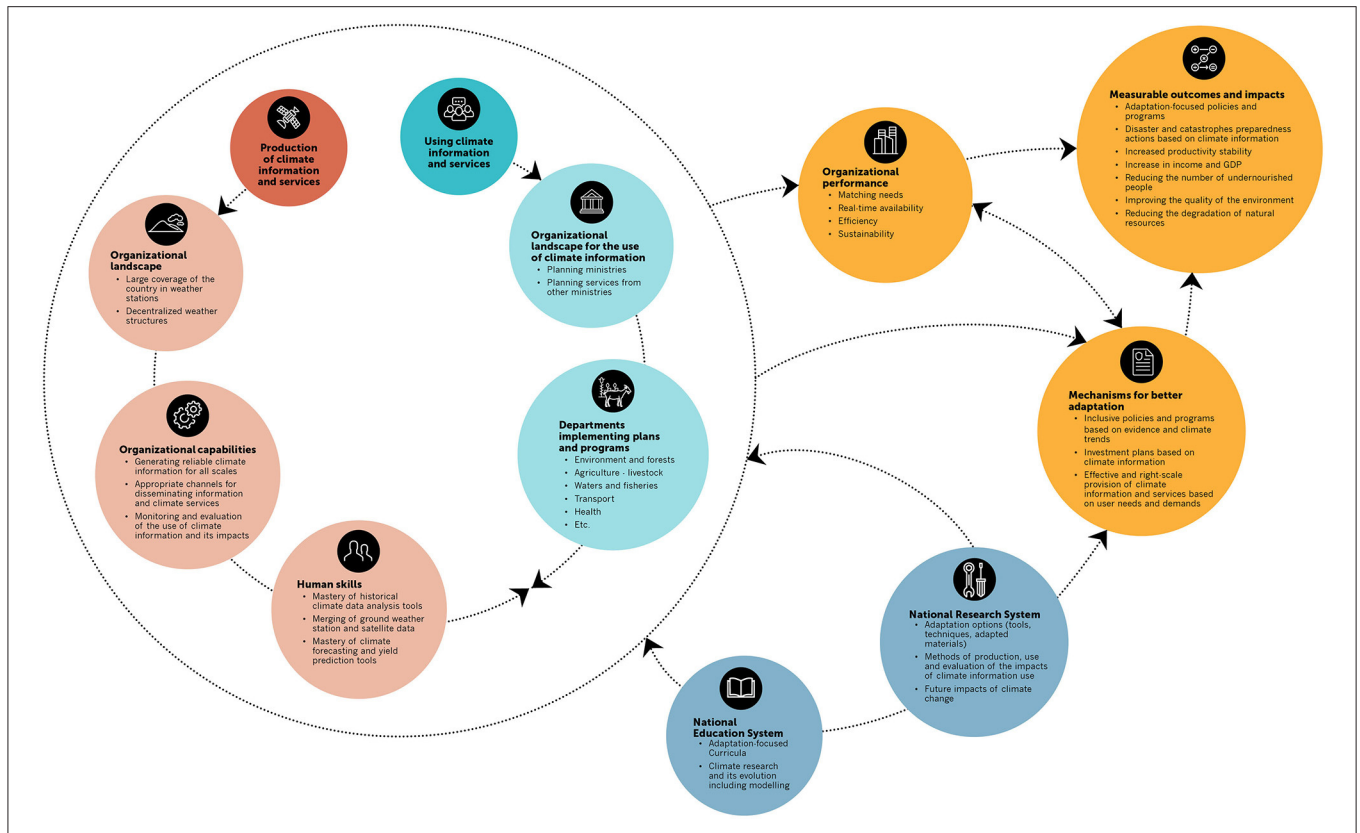 Production of
climate
information
and services
Using climate
information
and services
Organizational
landscape
• Large coverage of the
country in weather
stations
• Decentralized weather
structures
Organizational
landscape for the use
of climate information
• Planning ministries
• Planning services from
other ministries
Organizational capabilities
• Generating reliable climate
information for all scales
• Appropriate channels for
disseminating information
and climate services
• Monitoring and evaluation
of the use of climate
information and its impacts
Departments
implementing plans
and programs
• Environment and forests
• Agriculture - livestock
• Waters and fisheries
• Transport
• Health
• Etc.
Human skills
• Mastery of historical
climate data analysis tools
• Merging of ground weather
station and satellite data
• Mastery of climate
forecasting and yield
prediction tools
Organizational
performance
• Matching needs
• Real-time availability
• Efficiency
• Sustainability
Measurable outcomes and impacts
• Adaptation-focused policies and
programs
• Disaster and catastrophes preparedness
actions based on climate information
• Increased productivity stability
• Increase in income and GDP
• Reducing the number of undernourished
people
• Improving the quality of the environment
• Reducing the degradation of natural
resources
Mechanisms for better
adaptation
• Inclusive policies and programs
based on evidence and climate
trends
• Investment plans based on
climate information
• Effective and right-scale
provision of climate
information and services based
on user needs and demands
National Research System
• Adaptation options (tools,
techniques, adapted
materials)
• Methods of production, use
and evaluation of the impacts
of climate information use
• Future impacts of climate
change
National
Education System
• Adaptation-focused
Curricula
• Climate research
and its evolution
including modelling